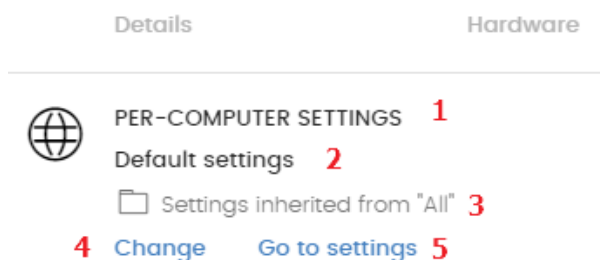 Details Hardware
PER-COMPUTER SETTINGS 1
Default settings 2
Settings inherited from "All" 3
4 Change Go to settings 5